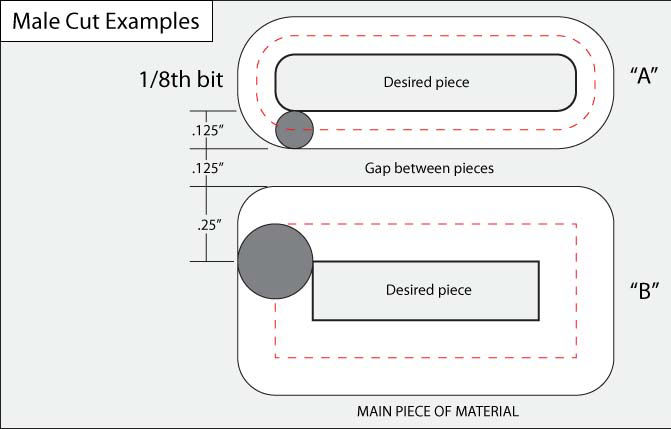 Male Cut Examples
1/8th bit
Desired piece
“A”
.125”
.125”
Gap between pieces
.25”
Desired piece
“B”
MAIN PIECE OF MATERIAL